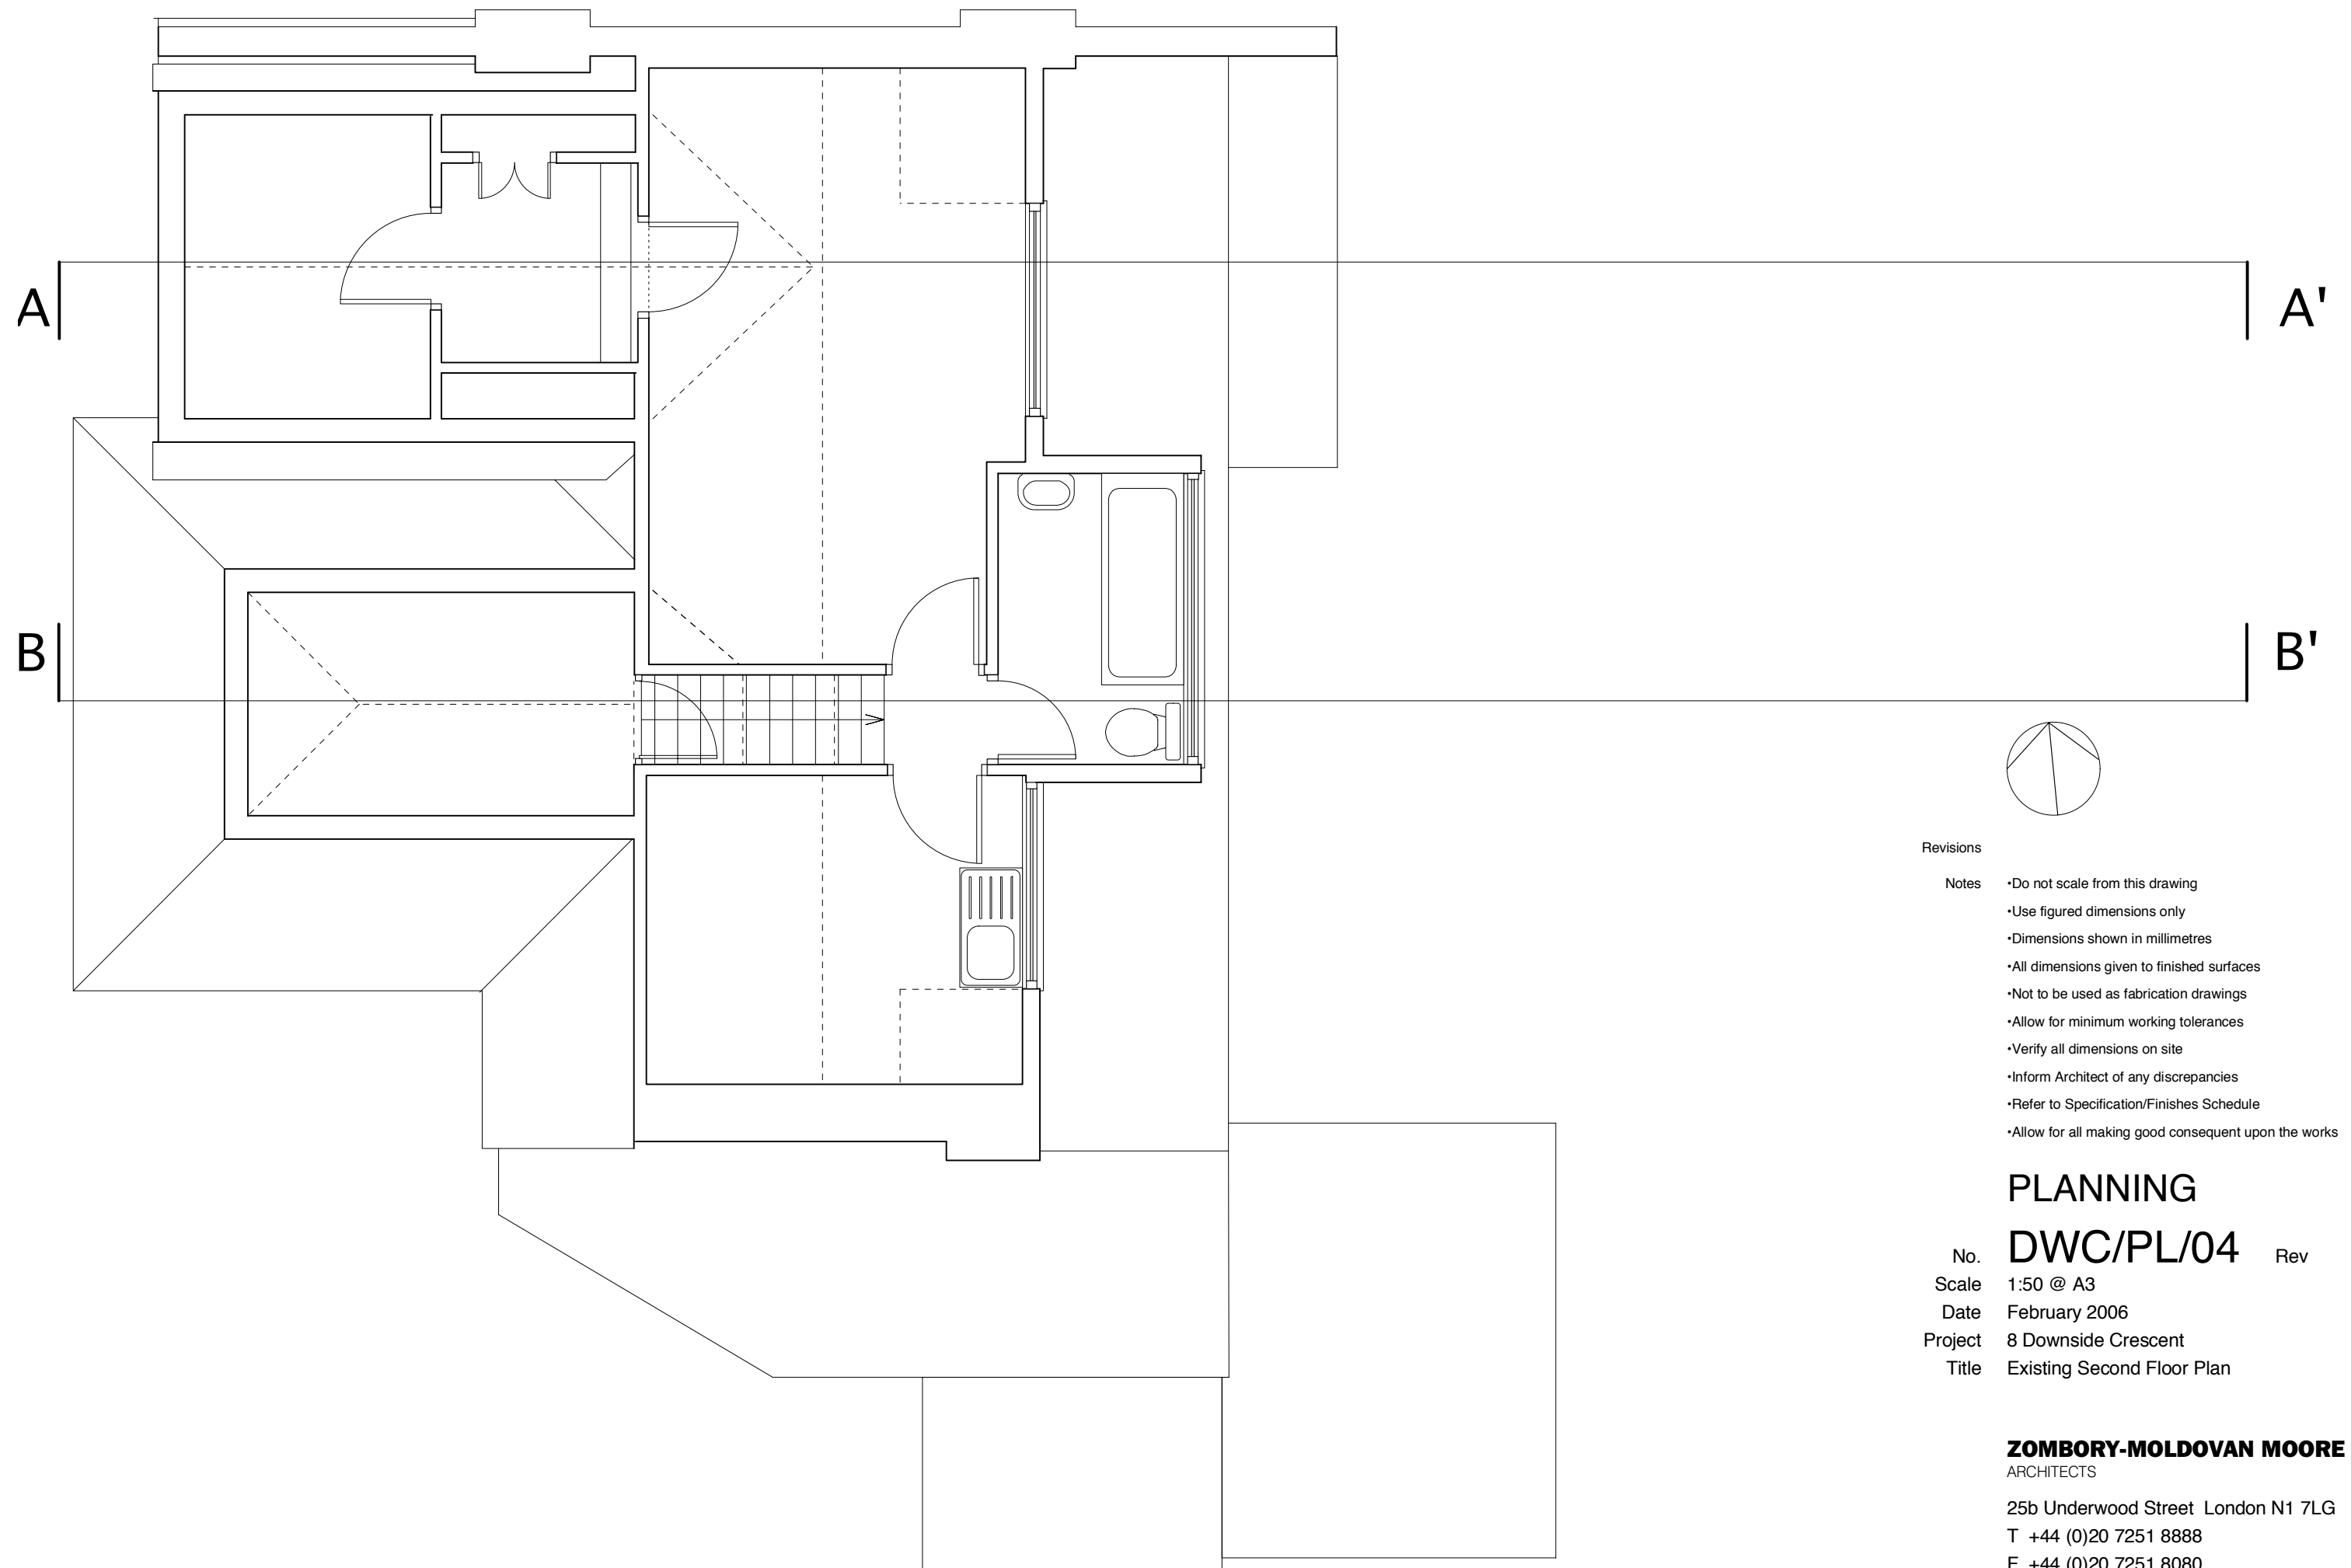 A
A'
B
B'
Revisions
Notes •Do not scale from this drawing
•Use figured dimensions only
•Dimensions shown in millimetres
•All dimensions given to finished surfaces
•Not to be used as fabrication drawings
•Allow for minimum working tolerances
•Verify all dimensions on site
•Inform Architect of any discrepancies
•Refer to Specification/Finishes Schedule
•Allow for all making good consequent upon the works
PLANNING
No. DWC/PL/04 Rev
Scale 1:50 @ A3
Date February 2006
Project 8 Downside Crescent
Title Existing Second Floor Plan
ZOMBORY-MOLDOVAN MOORE
ARCHITECTS
25b Underwood Street London N1 7LG
T +44 (0)20 7251 8888
F +44 (0)20 7251 8080